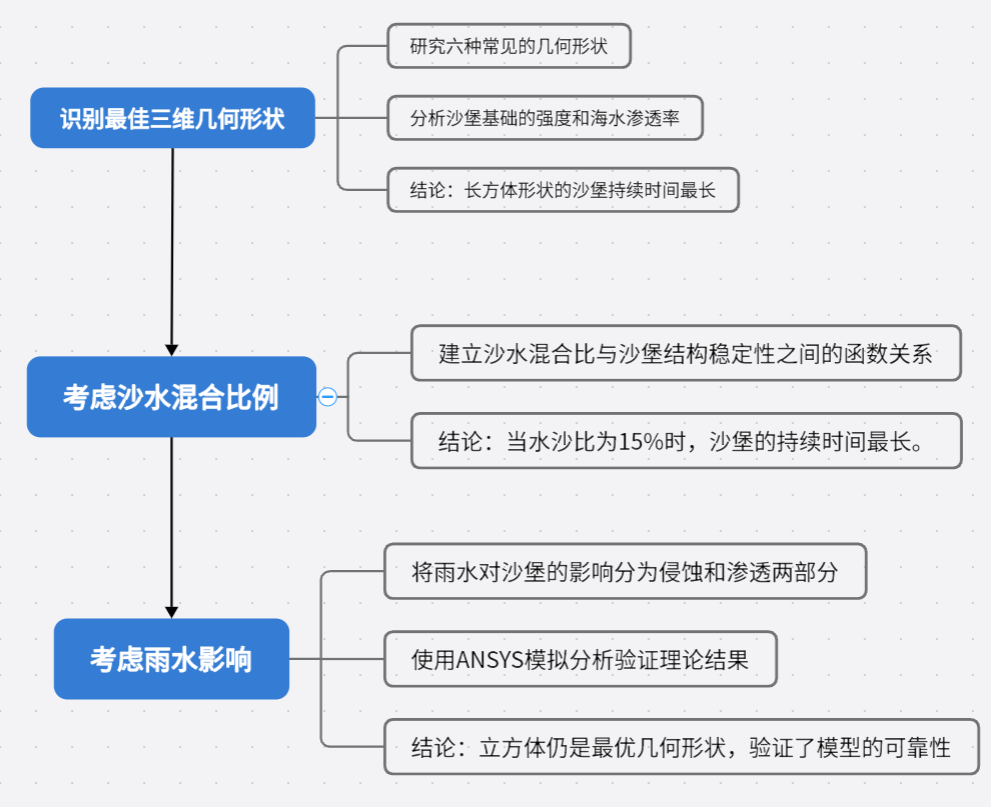 识别最佳三维几何形状
研究六种常见的几何形状
分析沙堡基础的强度和海水渗透率
结论：长方体形状的沙堡持续时间最长
考虑沙水混合比例
建立沙水混合比与沙堡结构稳定性之间的函数关系
结论：当水沙比为15%时，沙堡的持续时间最长。
考虑雨水影响
将雨水对沙堡的影响分为侵蚀和渗透两部分
使用ANSYS模拟分析验证理论结果
结论：立方体仍是最优几何形状，验证了模型的可靠性